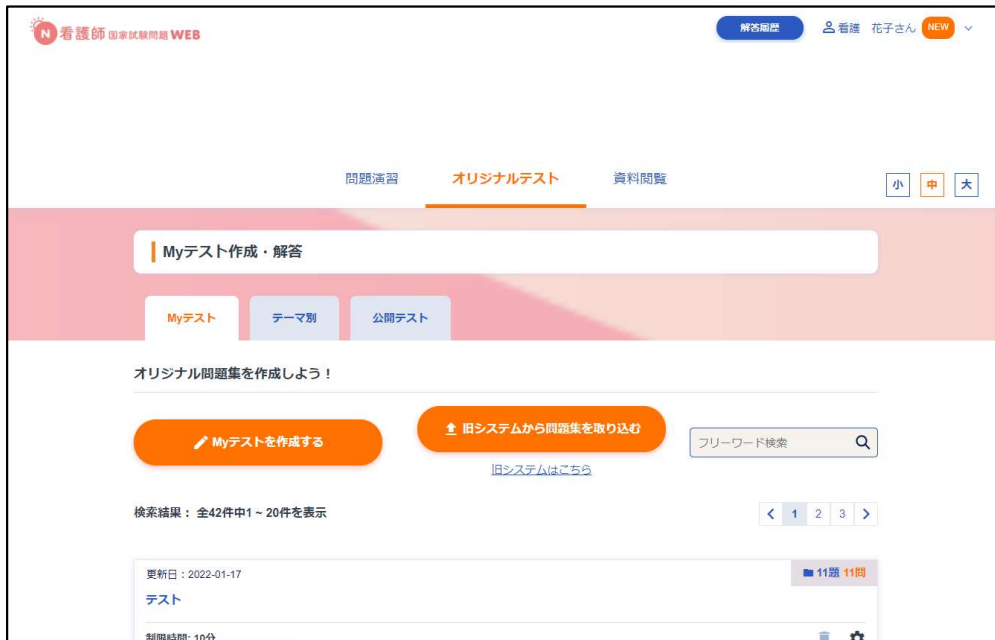 看護師 国家試験問題 WEB
解答履歴 看護 花子さん NEW
問題演習 オリジナルテスト 資料閲覧
小 中 大
Myテスト作成・解答
Myテスト テーマ別 公開テスト
オリジナル問題集を作成しよう！
Myテストを作成する
旧システムから問題集を取り込む
フリーワード検索
旧システムはこちら
検索結果： 全42件中1 ~ 20件を表示
< 1 2 3 >
更新日：2022-01-17
11題 11問
テスト
制限時間: 10分